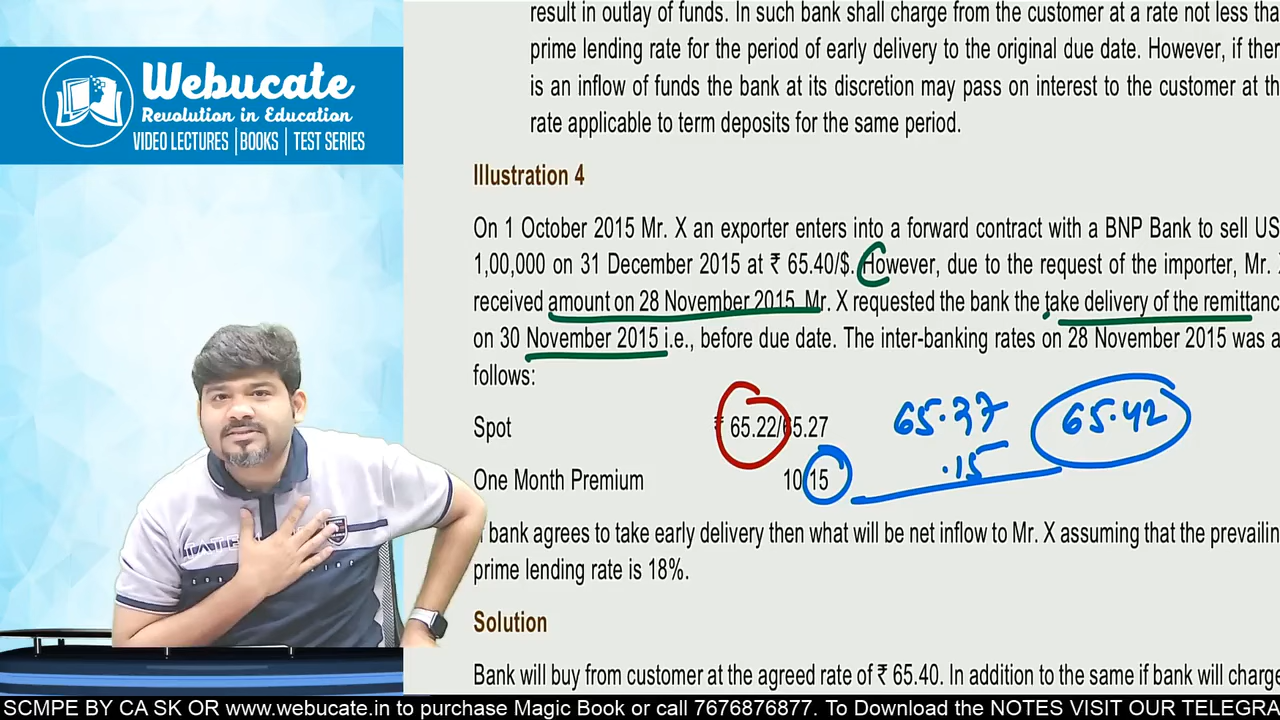 Webucate
Revolution in Education
VIDEO LECTURES | BOOKS | TEST SERIES
result in outlay of funds. In such bank shall charge from the customer at a rate not less tha
prime lending rate for the period of early delivery to the original due date. However, if ther
is an inflow of funds the bank at its discretion may pass on interest to the customer at th
rate applicable to term deposits for the same period.
Illustration 4
On 1 October 2015 Mr. X an exporter enters into a forward contract with a BNP Bank to sell US
1,00,000 on 31 December 2015 at ₹ 65.40/$. However, due to the request of the importer, Mr.
received amount on 28 November 2015. Mr. X requested the bank the take delivery of the remittanc
on 30 November 2015 i.e., before due date. The inter-banking rates on 28 November 2015 was a
follows:
Spot ₹ 65.22/65.27 65.42
.15
One Month Premium 10/15
bank agrees to take early delivery then what will be net inflow to Mr. X assuming that the prevailin
prime lending rate is 18%.
Solution
Bank will buy from customer at the agreed rate of ₹ 65.40. In addition to the same if bank will charge
SCMPE BY CA SK OR www.webucate.in to purchase Magic Book or call 7676876877. To Download the NOTES VISIT OUR TELEGRA